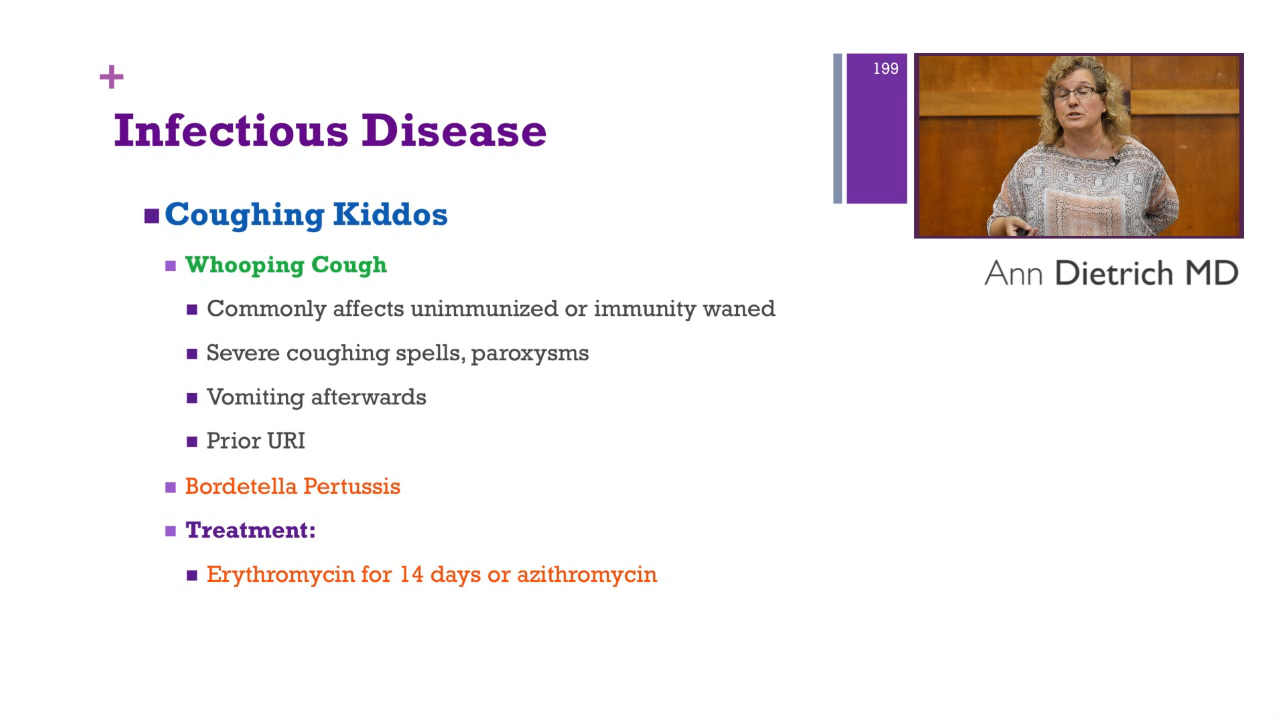 +
Infectious Disease
Coughing Kiddos
Whooping Cough
Commonly affects unimmunized or immunity waned
Severe coughing spells, paroxysms
Vomiting afterwards
Prior URI
Bordetella Pertussis
Treatment:
Erythromycin for 14 days or azithromycin
199
Ann Dietrich MD